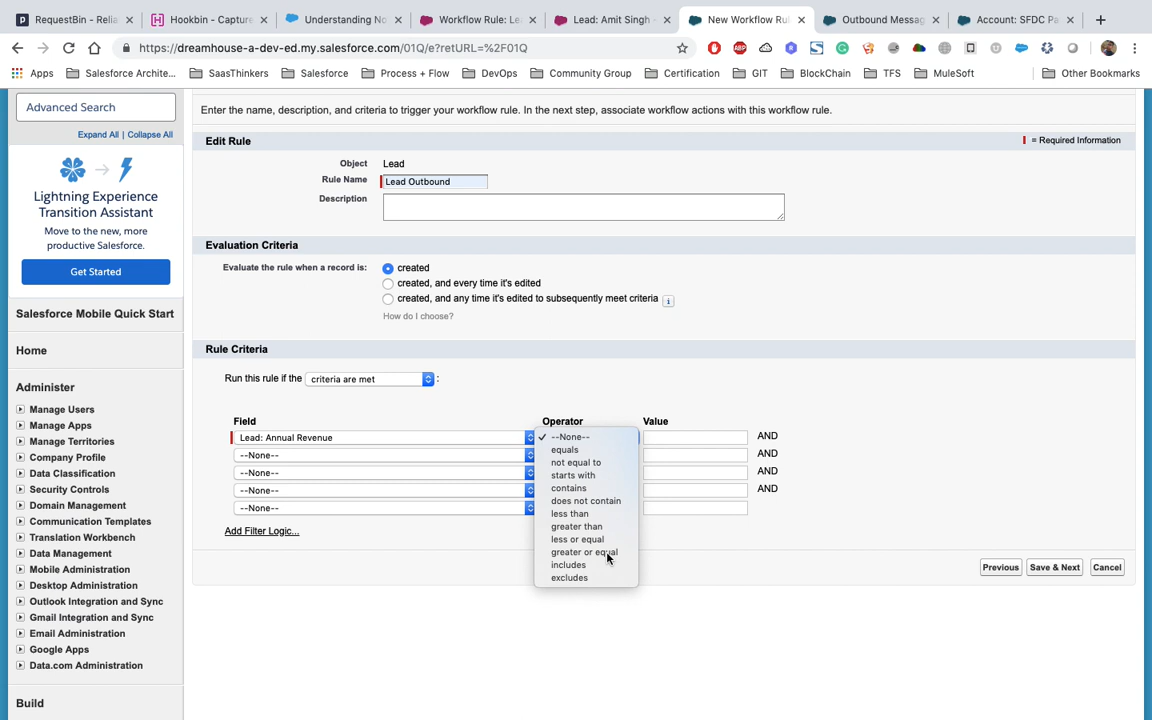 RequestBin - Relia
Hookbin - Capture
Understanding No
Workflow Rule: Le
Lead: Amit Singh -
New Workflow Rul
Outbound Messag
Account: SFDC Pa
https://dreamhouse-a-dev-ed.my.salesforce.com/01Q/e?retURL=%2F01Q
Apps
Salesforce Archite...
SaasThinkers
Salesforce
Process + Flow
DevOps
Community Group
Certification
GIT
BlockChain
TFS
MuleSoft
Other Bookmarks
Advanced Search
Expand All | Collapse All
Lightning Experience
Transition Assistant
Move to the new, more
productive Salesforce.
Get Started
Salesforce Mobile Quick Start
Home
Administer
Manage Users
Manage Apps
Manage Territories
Company Profile
Data Classification
Security Controls
Domain Management
Communication Templates
Translation Workbench
Data Management
Mobile Administration
Desktop Administration
Outlook Integration and Sync
Gmail Integration and Sync
Email Administration
Google Apps
Data.com Administration
Build
Enter the name, description, and criteria to trigger your workflow rule. In the next step, associate workflow actions with this workflow rule.
Edit Rule
= Required Information
Object Lead
Rule Name Lead Outbound
Description
Evaluation Criteria
Evaluate the rule when a record is: created
created, and every time it's edited
created, and any time it's edited to subsequently meet criteria i
How do I choose?
Rule Criteria
Run this rule if the criteria are met :
Field Operator Value
Lead: Annual Revenue AND
--None-- AND
--None-- AND
--None-- AND
--None--
✓ --None--
equals
not equal to
starts with
contains
does not contain
less than
greater than
less or equal
greater or equal
includes
excludes
Add Filter Logic...
Previous Save & Next Cancel